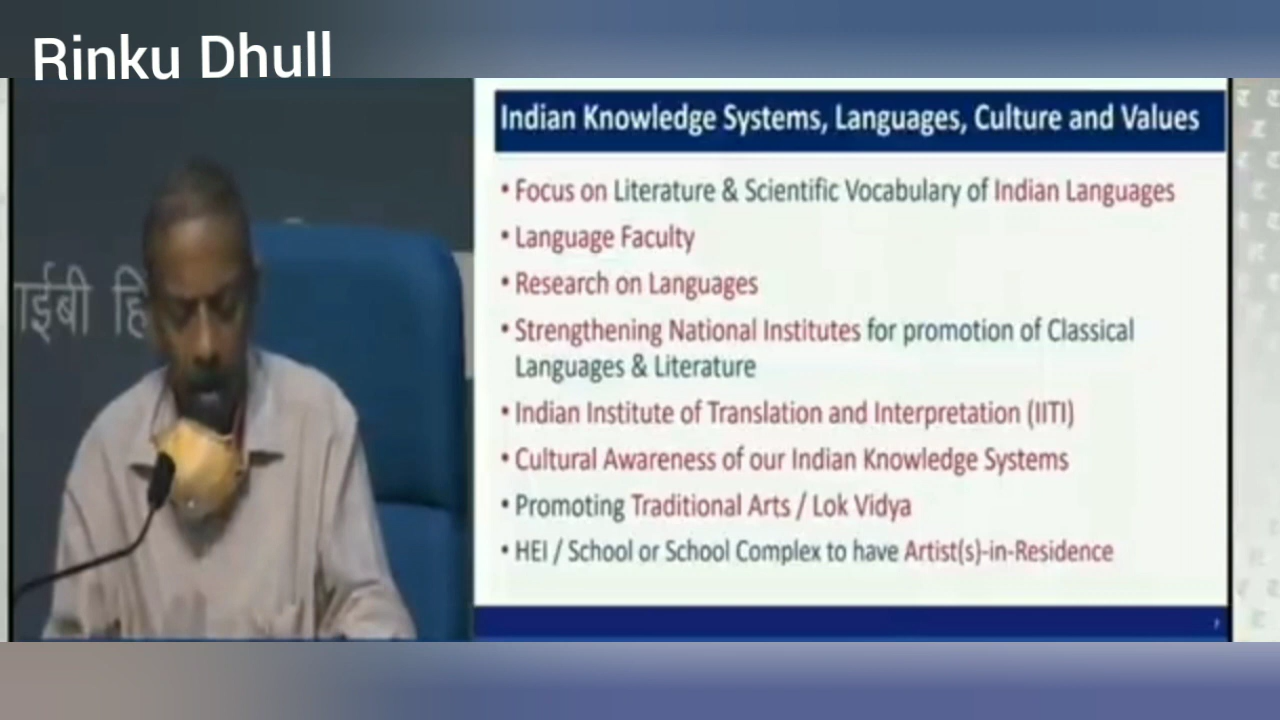 Rinku Dhull
Indian Knowledge Systems, Languages, Culture and Values
• Focus on Literature & Scientific Vocabulary of Indian Languages
• Language Faculty
• Research on Languages
• Strengthening National Institutes for promotion of Classical
Languages & Literature
• Indian Institute of Translation and Interpretation (IITI)
• Cultural Awareness of our Indian Knowledge Systems
• Promoting Traditional Arts / Lok Vidya
• HEI / School or School Complex to have Artist(s)-in-Residence